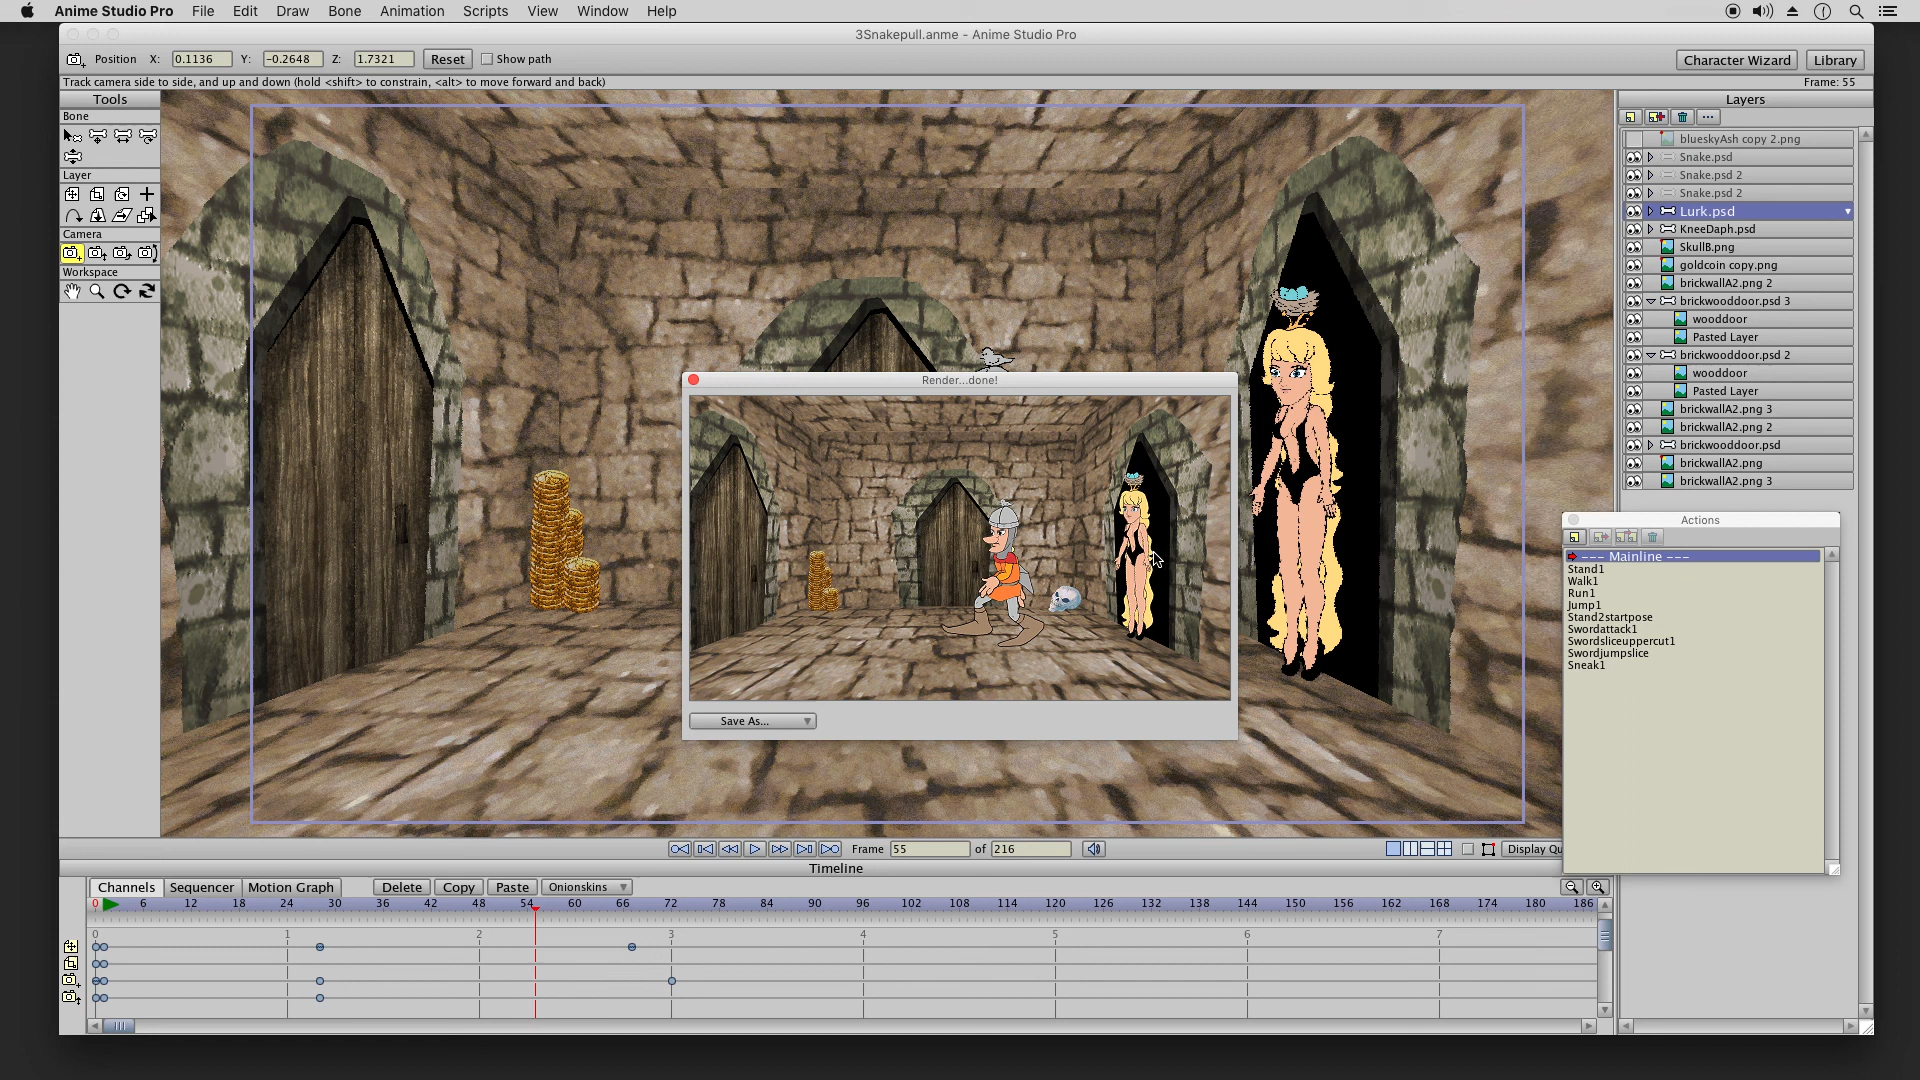 Anime Studio Pro File Edit Draw Bone Animation Scripts View Window Help
3Snakepull.anme - Anime Studio Pro
Position X: 0.1136 Y: -0.2648 Z: 1.7321 Reset Show path
Character Wizard Library
Track camera side to side, and up and down (hold <shift> to constrain, <alt> to move forward and back)
Frame: 55
Tools
Bone
Layer
Camera
Workspace
Layers
blueskyAsh copy 2.png
Snake.psd
Snake.psd 2
Snake.psd 2
Lurk.psd
KneeDaph.psd
SkullB.png
goldcoin copy.png
brickwallA2.png 2
brickwooddoor.psd 3
wooddoor
Pasted Layer
brickwooddoor.psd 2
wooddoor
Pasted Layer
brickwallA2.png 3
brickwallA2.png 2
brickwooddoor.psd
brickwallA2.png
brickwallA2.png 3
Render...done!
Save As...
Actions
--- Mainline ---
Stand1
Walk1
Run1
Jump1
Stand2startpose
Swordattack1
Swordsliceuppercut1
Swordjumpslice
Sneak1
Frame 55 of 216
Display Qu
Timeline
Channels Sequencer Motion Graph Delete Copy Paste Onionskins
0 6 12 18 24 30 36 42 48 54 60 66 72 78 84 90 96 102 108 114 120 126 132 138 144 150 156 162 168 174 180 186
0 1 2 3 4 5 6 7